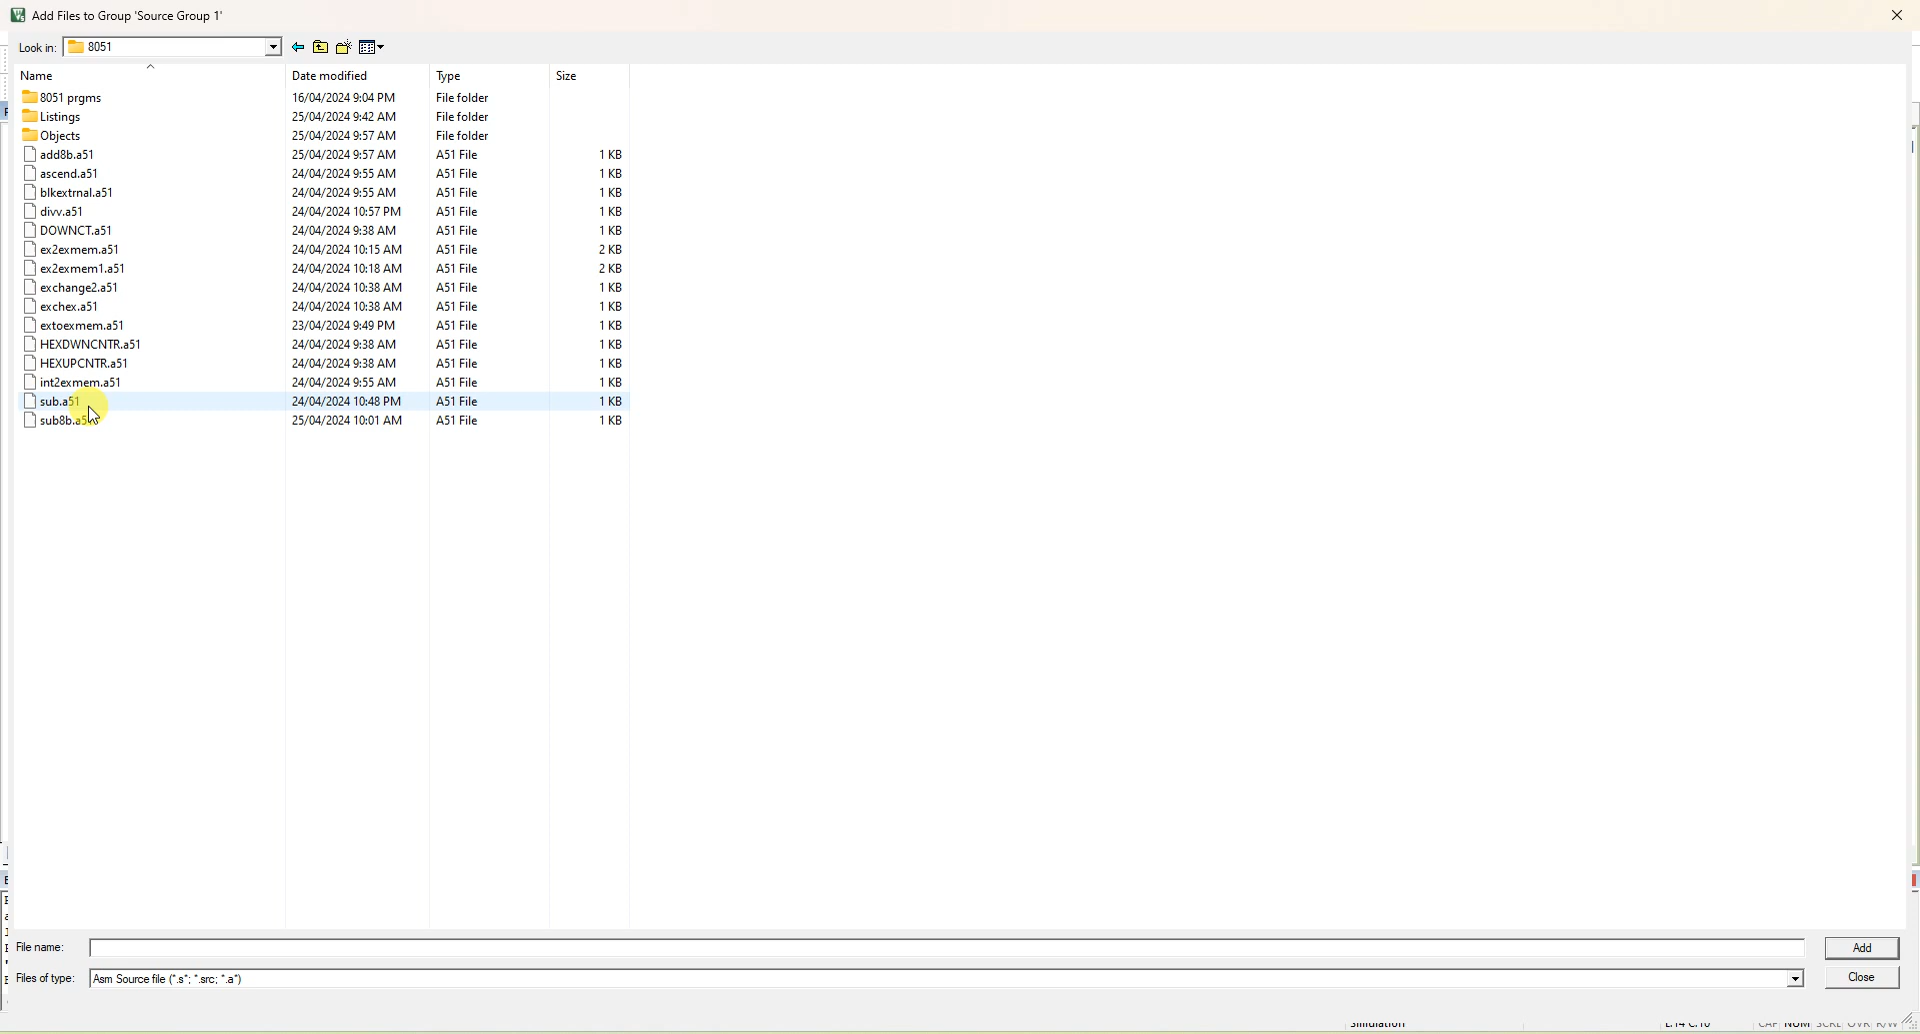 Add Files to Group 'Source Group 1'
Look in: 8051
Name Date modified Type Size
8051 prgms 16/04/2024 9:04 PM File folder
Listings 25/04/2024 9:42 AM File folder
Objects 25/04/2024 9:57 AM File folder
add8b.a51 25/04/2024 9:57 AM A51 File 1 KB
ascend.a51 24/04/2024 9:55 AM A51 File 1 KB
blkextrnal.a51 24/04/2024 9:55 AM A51 File 1 KB
divv.a51 24/04/2024 10:57 PM A51 File 1 KB
DOWNCT.a51 24/04/2024 9:38 AM A51 File 1 KB
ex2exmem.a51 24/04/2024 10:15 AM A51 File 2 KB
ex2exmem1.a51 24/04/2024 10:18 AM A51 File 2 KB
exchange2.a51 24/04/2024 10:38 AM A51 File 1 KB
exchex.a51 24/04/2024 10:38 AM A51 File 1 KB
extoexmem.a51 23/04/2024 9:49 PM A51 File 1 KB
HEXDWNCNTR.a51 24/04/2024 9:38 AM A51 File 1 KB
HEXUPCNTR.a51 24/04/2024 9:38 AM A51 File 1 KB
int2exmem.a51 24/04/2024 9:55 AM A51 File 1 KB
sub.a51 24/04/2024 10:48 PM A51 File 1 KB
sub8b.a5 25/04/2024 10:01 AM A51 File 1 KB
File name: Add
Files of type: Asm Source file (*.s*; *.src; *.a*) Close
Simulation L:14 C:10 CAP NUM SCRL OVR R/W